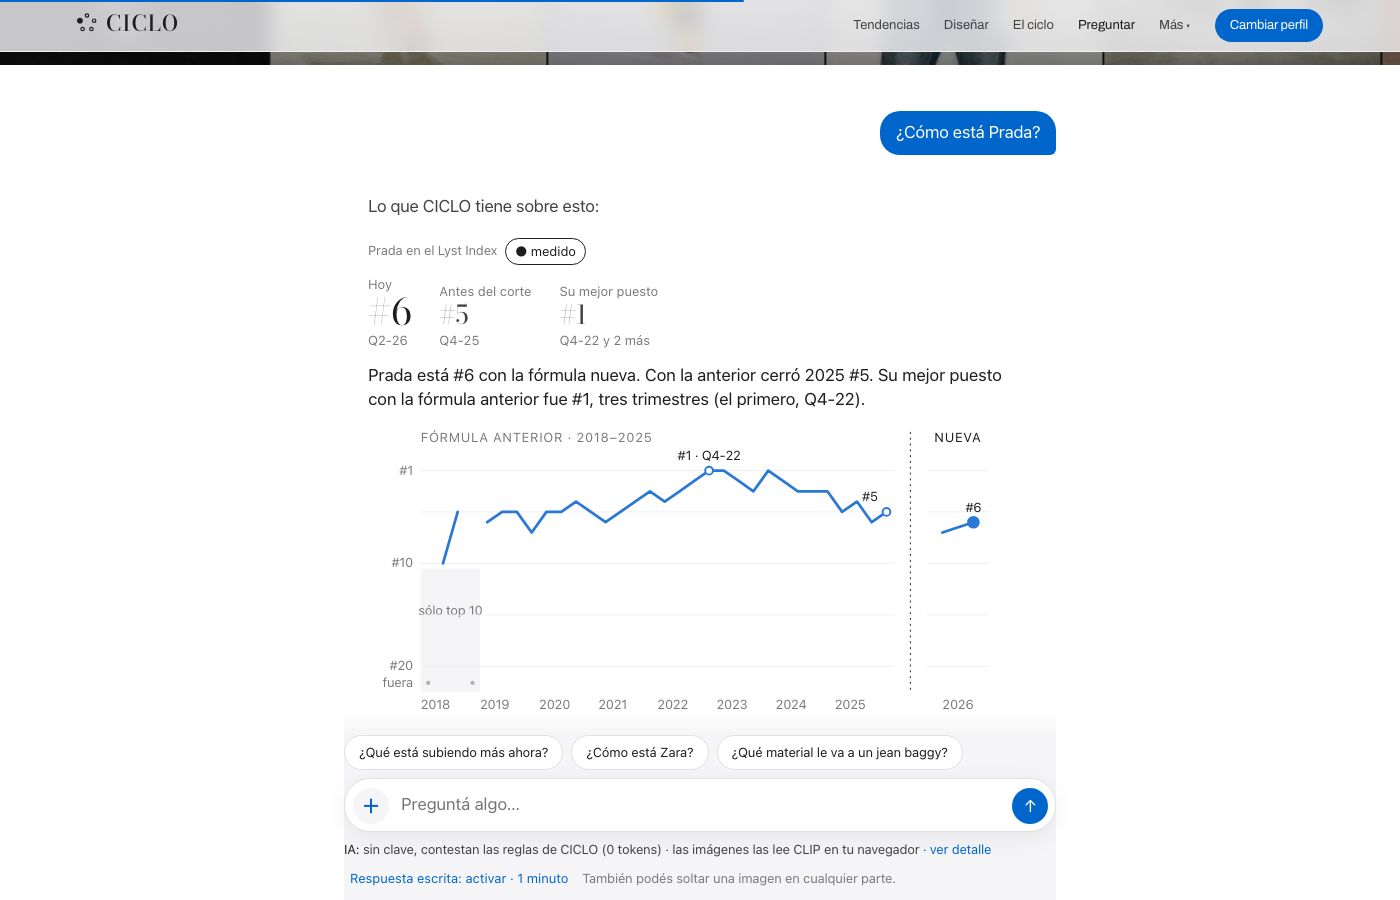 CICLO
Tendencias
Diseñar
El ciclo
Preguntar
Más
Cambiar perfil
¿Cómo está Prada?
Lo que CICLO tiene sobre esto:
Prada en el Lyst Index
medido
Hoy
#6
Q2-26
Antes del corte
#5
Q4-25
Su mejor puesto
#1
Q4-22 y 2 más
Prada está #6 con la fórmula nueva. Con la anterior cerró 2025 #5. Su mejor puesto
con la fórmula anterior fue #1, tres trimestres (el primero, Q4-22).
FÓRMULA ANTERIOR · 2018–2025
NUEVA
#1 · Q4-22
#1
#5
#6
#10
sólo top 10
#20
fuera
2018 2019 2020 2021 2022 2023 2024 2025 2026
¿Qué está subiendo más ahora?
¿Cómo está Zara?
¿Qué material le va a un jean baggy?
Preguntá algo...
IA: sin clave, contestan las reglas de CICLO (0 tokens) · las imágenes las lee CLIP en tu navegador · ver detalle
Respuesta escrita: activar · 1 minuto
También podés soltar una imagen en cualquier parte.